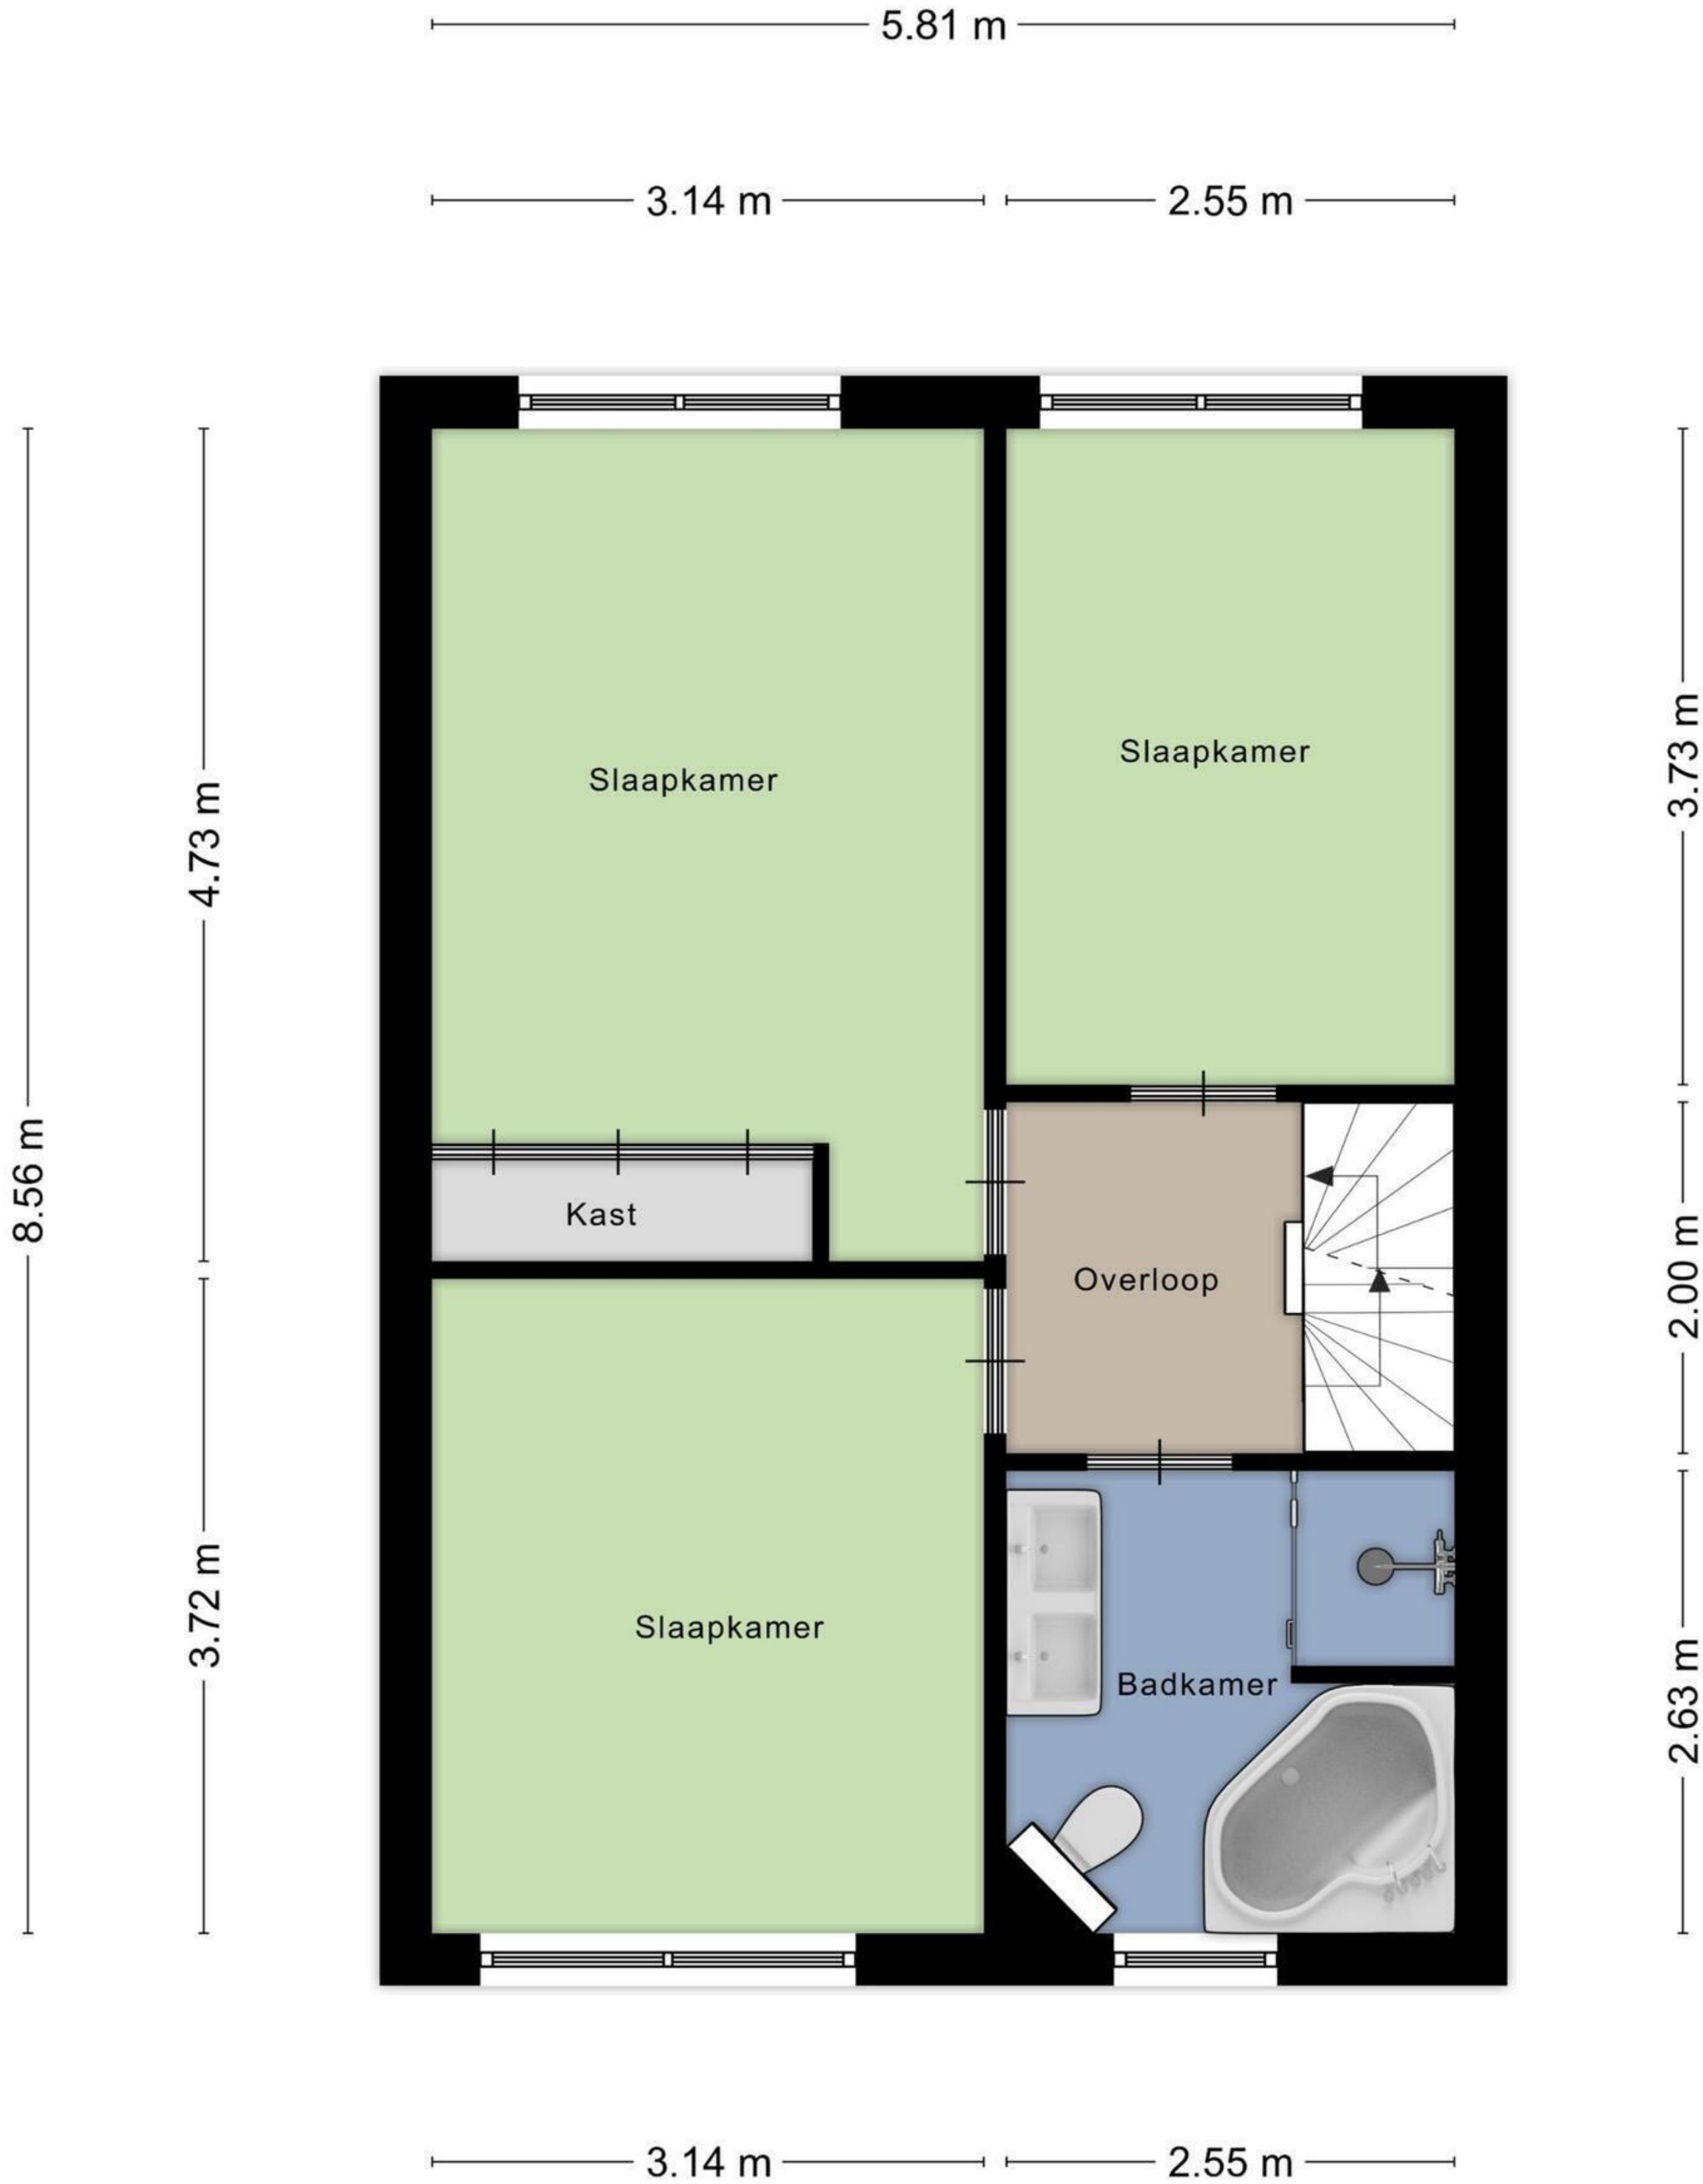 5.81 m
3.14 m
2.55 m
Slaapkamer
Slaapkamer
3.73 m
4.73 m
8.56 m
Kast
Overloop
2.00 m
3.72 m
Slaapkamer
Badkamer
2.63 m
3.14 m
2.55 m